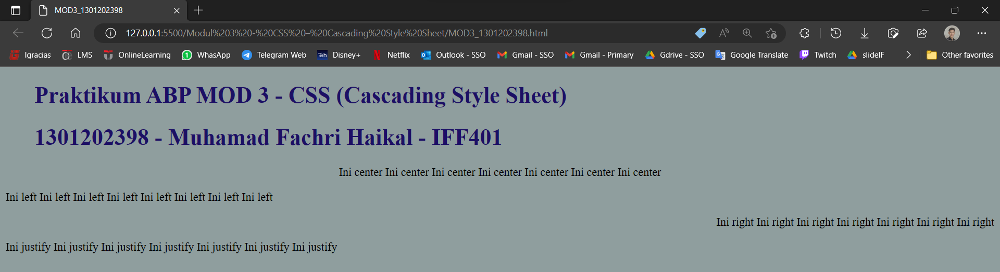 MOD3_1301202398
127.0.0.1:5500/Modul%203%20-%20CSS%20–%20Cascading%20Style%20Sheet/MOD3_1301202398.html
Igracias LMS OnlineLearning WhasApp Telegram Web Disney+ Netflix Outlook - SSO Gmail - SSO Gmail - Primary Gdrive - SSO Google Translate Twitch slideIF Other favorites
Praktikum ABP MOD 3 - CSS (Cascading Style Sheet)
1301202398 - Muhamad Fachri Haikal - IFF401
Ini center Ini center Ini center Ini center Ini center Ini center Ini center
Ini left Ini left Ini left Ini left Ini left Ini left Ini left Ini left
Ini right Ini right Ini right Ini right Ini right Ini right Ini right
Ini justify Ini justify Ini justify Ini justify Ini justify Ini justify Ini justify